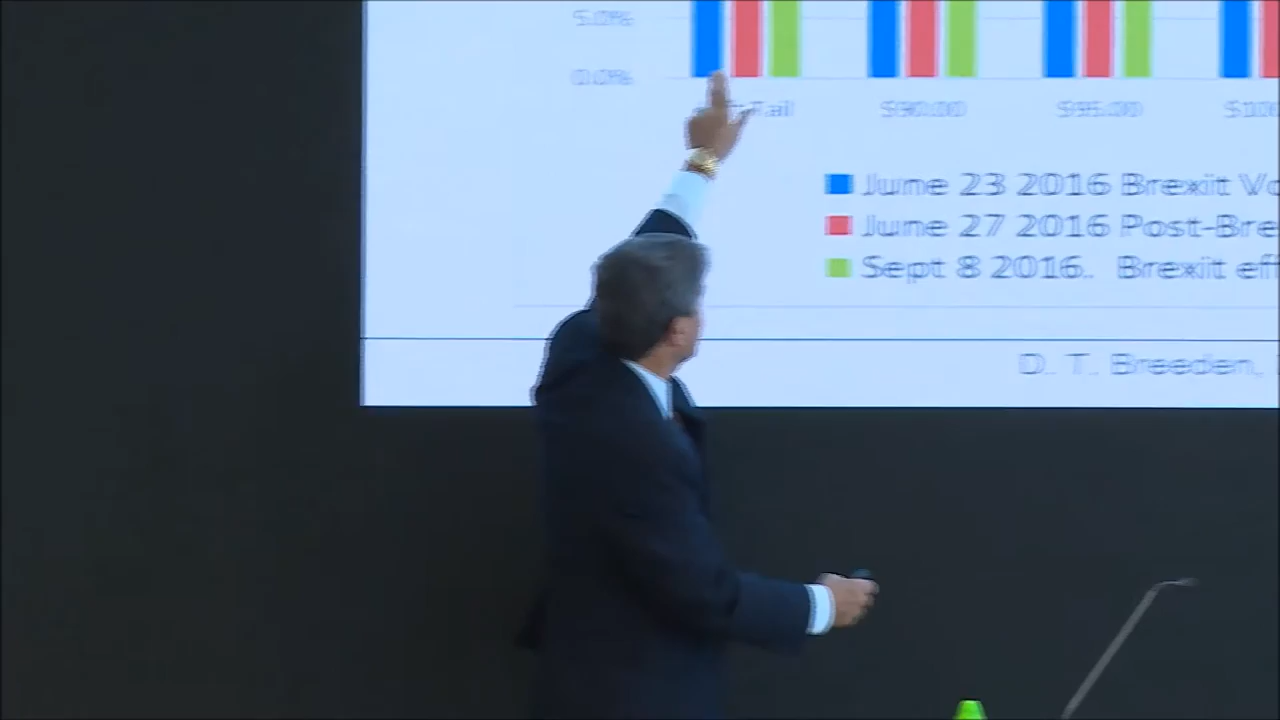 5.0%
0.0%
Tail $90.00 $95.00
June 23 2016 Brexit
June 27 2016
Sept 8 2016. Brexit
D. T. Breeden,